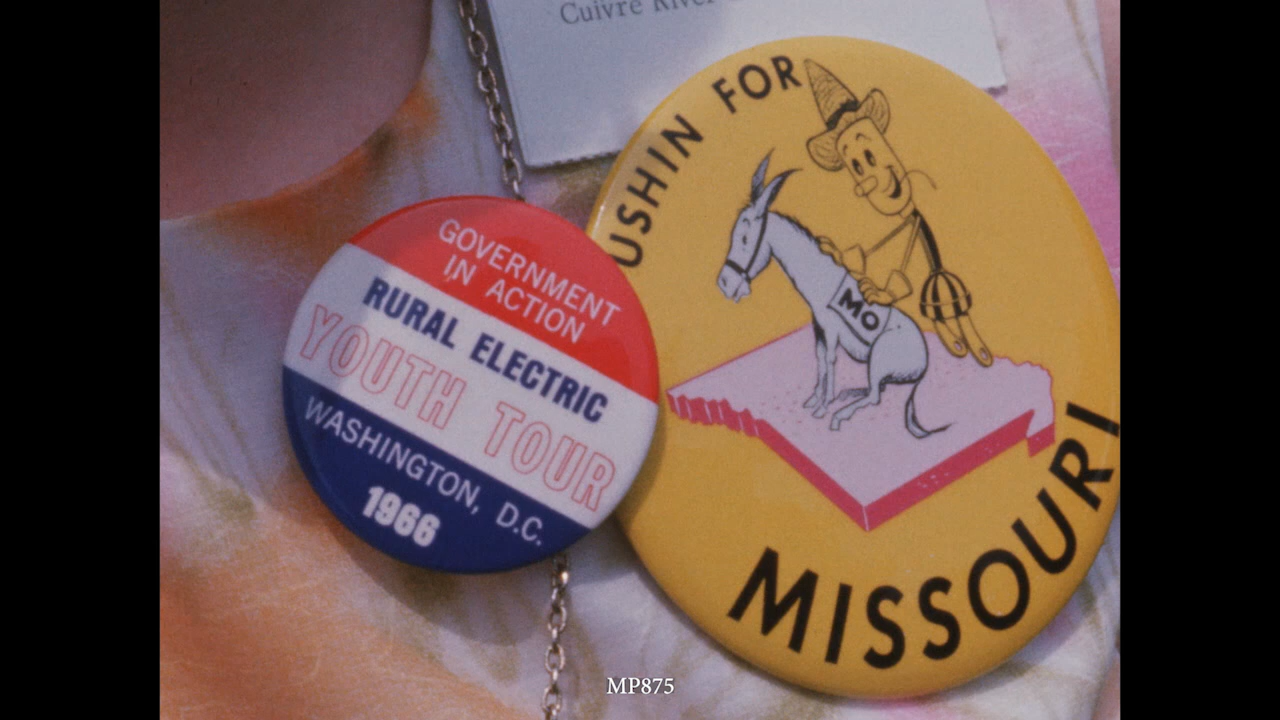 Cuivre River
USHIN FOR
MO
MISSOURI
GOVERNMENT
IN ACTION
RURAL ELECTRIC
YOUTH TOUR
WASHINGTON, D.C.
1966
MP875